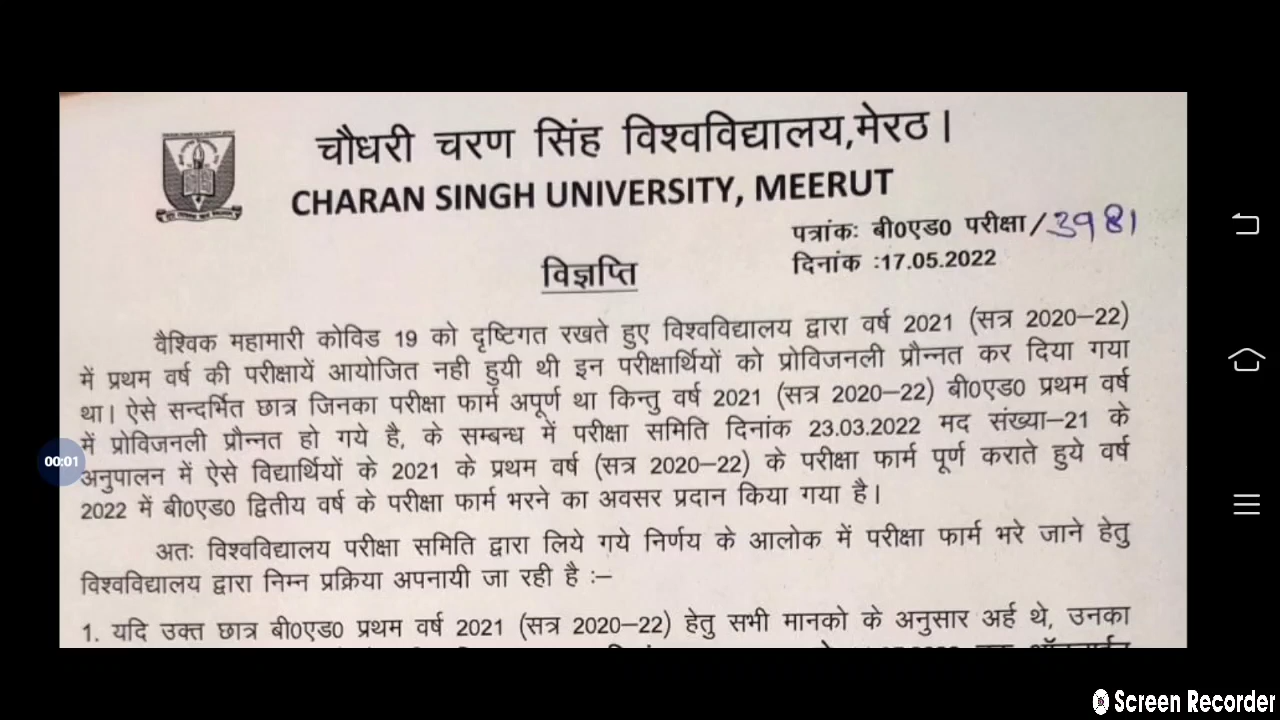 चौधरी चरण सिंह विश्वविद्यालय,मेरठ।
CHARAN SINGH UNIVERSITY, MEERUT
पत्रांकः बी0एड0 परीक्षा/3981
दिनांक :17.05.2022
विज्ञप्ति
वैश्विक महामारी कोविड 19 को दृष्टिगत रखते हुए विश्वविद्यालय द्वारा वर्ष 2021 (सत्र 2020–22)
में प्रथम वर्ष की परीक्षायें आयोजित नही हुयी थी इन परीक्षार्थियों को प्रोविजनली प्रौन्नत कर दिया गया
था। ऐसे सन्दर्भित छात्र जिनका परीक्षा फार्म अपूर्ण था किन्तु वर्ष 2021 (सत्र 2020–22) बी0एड0 प्रथम वर्ष
में प्रोविजनली प्रौन्नत हो गये है, के सम्बन्ध में परीक्षा समिति दिनांक 23.03.2022 मद संख्या–21 के
00:01
अनुपालन में ऐसे विद्यार्थियों के 2021 के प्रथम वर्ष (सत्र 2020–22) के परीक्षा फार्म पूर्ण कराते हुये वर्ष
2022 में बी0एड0 द्वितीय वर्ष के परीक्षा फार्म भरने का अवसर प्रदान किया गया है।
अतः विश्वविद्यालय परीक्षा समिति द्वारा लिये गये निर्णय के आलोक में परीक्षा फार्म भरे जाने हेतु
विश्वविद्यालय द्वारा निम्न प्रक्रिया अपनायी जा रही है :–
1. यदि उक्त छात्र बी0एड0 प्रथम वर्ष 2021 (सत्र 2020–22) हेतु सभी मानको के अनुसार अर्ह थे, उनका
Screen Recorder